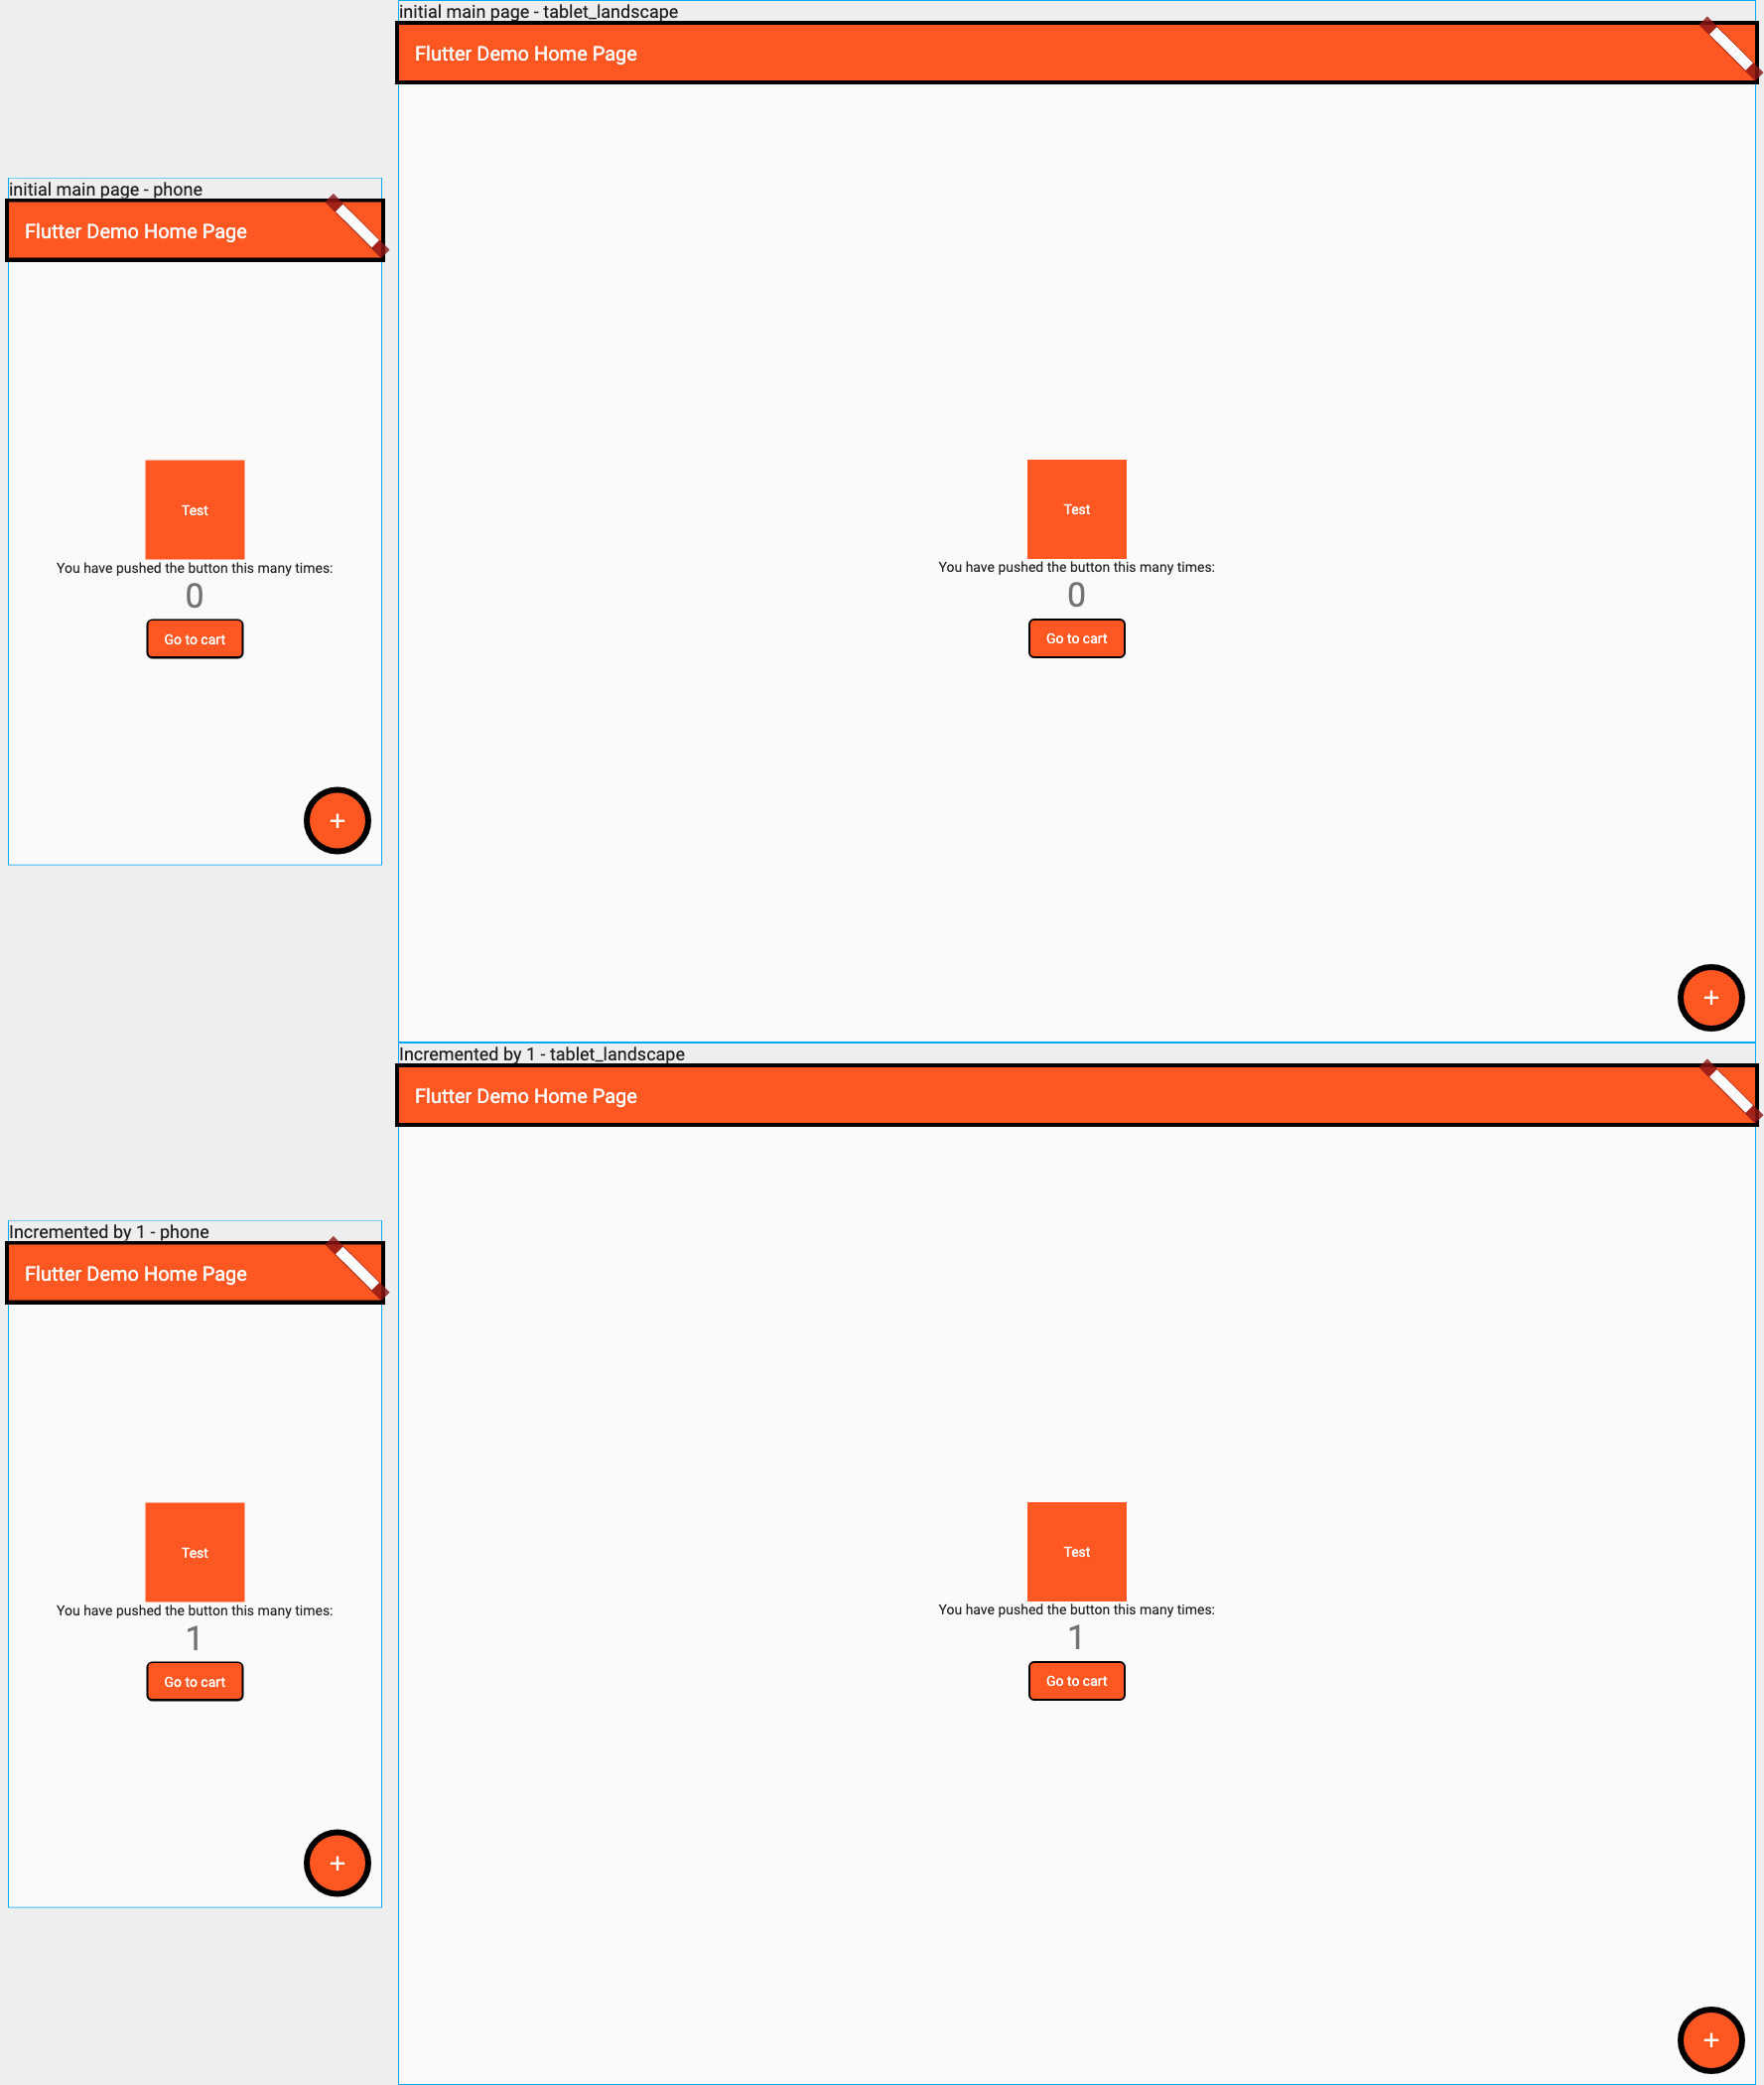 initial main page - tablet_landscape
Flutter Demo Home Page
initial main page - phone
Flutter Demo Home Page
Test
You have pushed the button this many times:
0
Go to cart
+
Test
You have pushed the button this many times:
0
Go to cart
+
Incremented by 1 - tablet_landscape
Flutter Demo Home Page
Incremented by 1 - phone
Flutter Demo Home Page
Test
You have pushed the button this many times:
1
Go to cart
+
Test
You have pushed the button this many times:
1
Go to cart
+